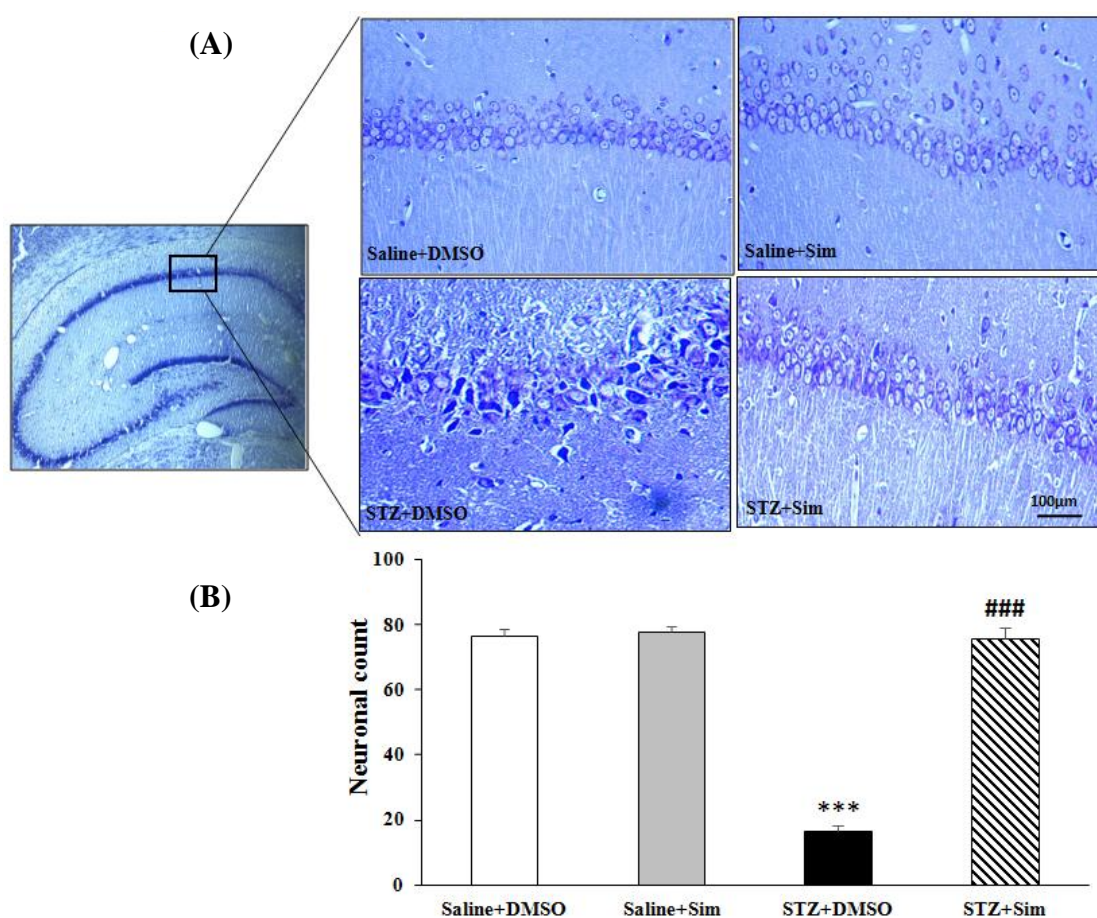 (A)
Saline+DMSO
Saline+Sim
STZ+DMSO
STZ+Sim
100µm
(B)
Neuronal count
100
80
60
40
20
0
***
###
Saline+DMSO
Saline+Sim
STZ+DMSO
STZ+Sim